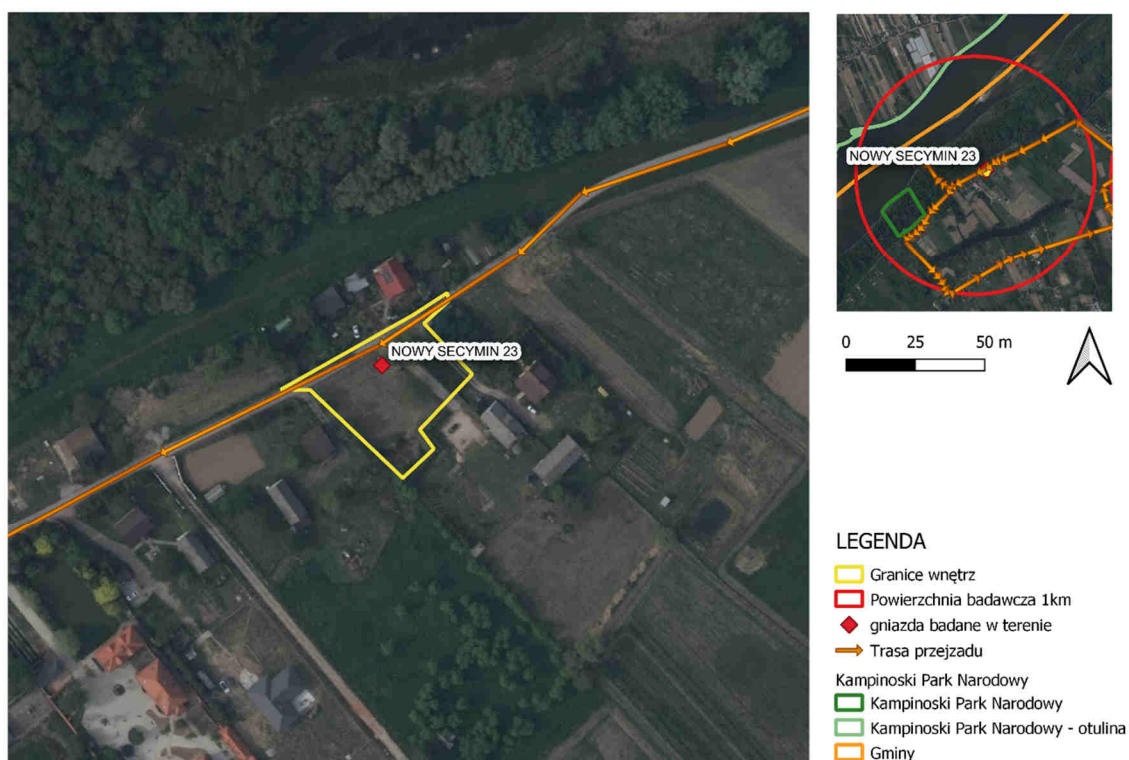 NOWY SECYMIN 23
NOWY SECYMIN 23
0 25 50 m
LEGENDA
Granice wnętrz
Powierzchnia badawcza 1km
gniazda badane w terenie
Trasa przejzadu
Kampinoski Park Narodowy
Kampinoski Park Narodowy
Kampinoski Park Narodowy - otulina
Gminy